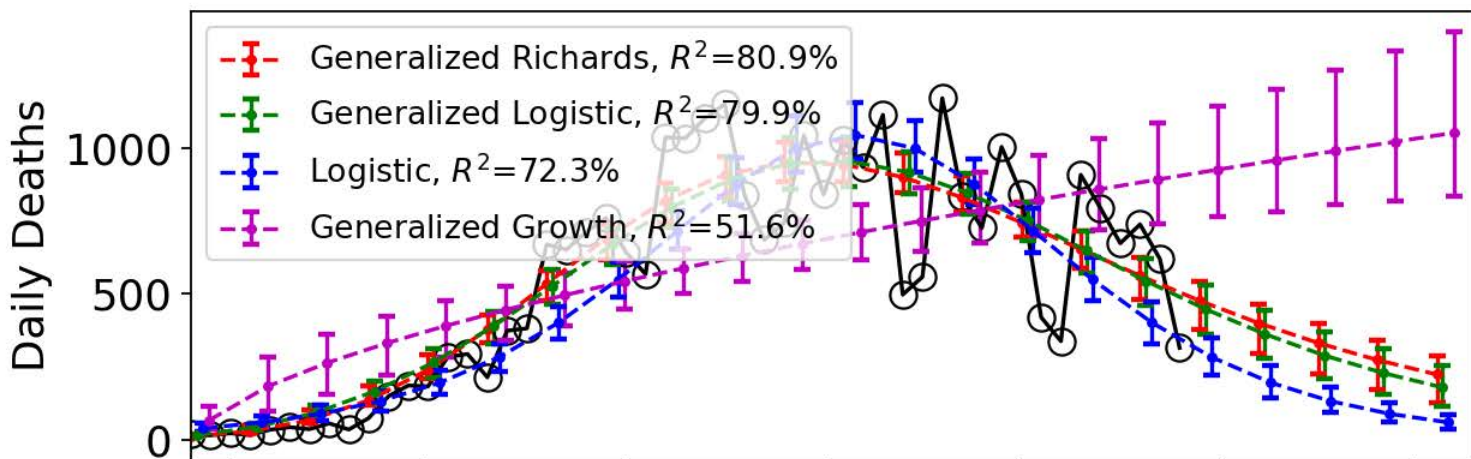 Generalized Richards, R²=80.9%
Generalized Logistic, R²=79.9%
Logistic, R²=72.3%
Generalized Growth, R²=51.6%
Daily Deaths
1000
500
0